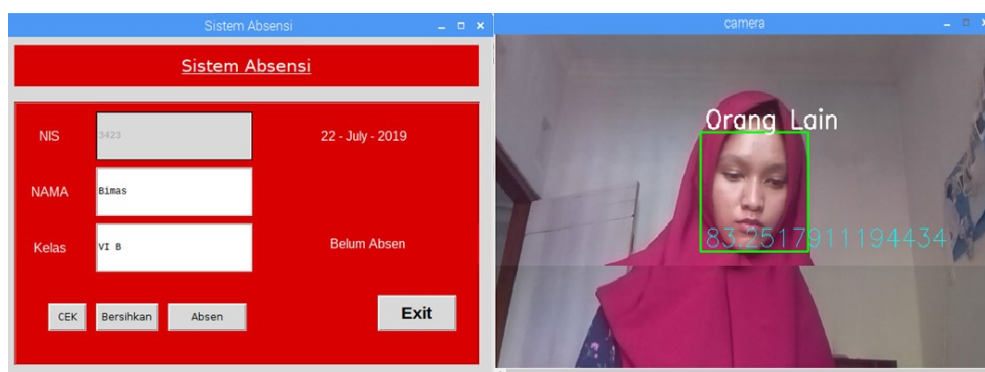 Sistem Absensi
Sistem Absensi
NIS
3423
22 - July - 2019
NAMA
Bimas
Kelas
VI B
Belum Absen
CEK
Bersihkan
Absen
Exit
camera
Orang Lain
83.2517911194434